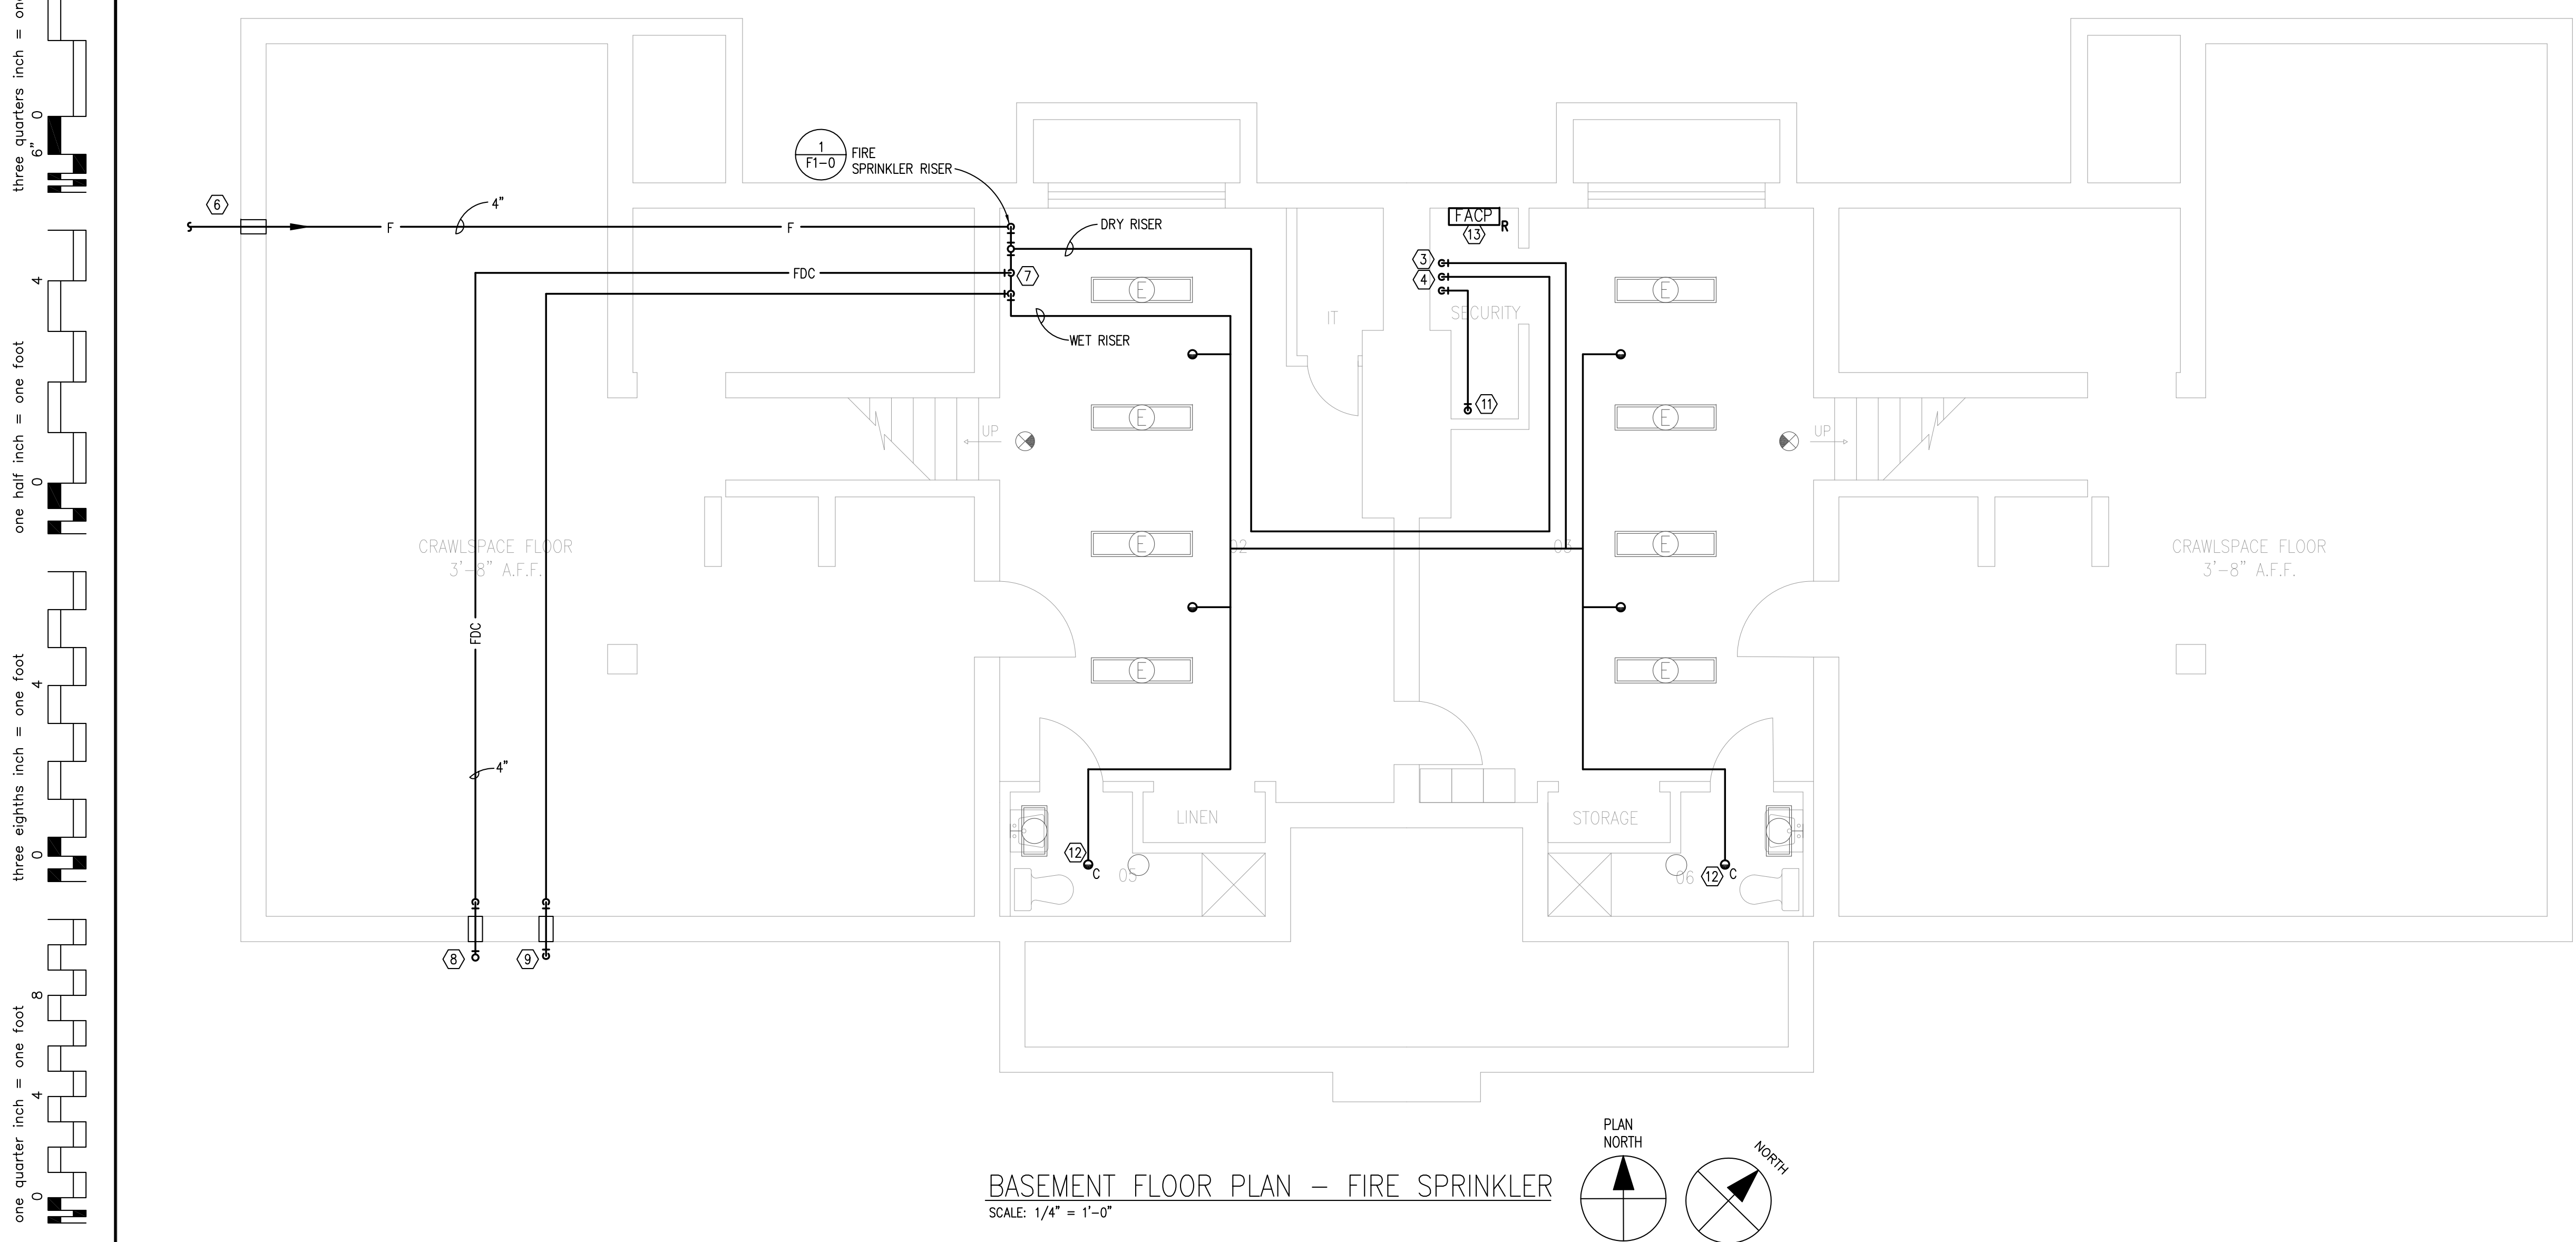 three quarters inch = one
6"
0
one half inch = one foot
0
4
three eighths inch = one foot
0
4
one quarter inch = one foot
0
4
8
1
F1-0
FIRE
SPRINKLER RISER
6
4"
F
F
FDC
7
DRY RISER
WET RISER
FACP
13
R
3
4
SECURITY
IT
11
E
E
E
E
E
E
E
E
UP
UP
CRAWLSPACE FLOOR
3'-8" A.F.F.
02
03
CRAWLSPACE FLOOR
3'-8" A.F.F.
FDC
4"
LINEN
STORAGE
12
C
05
06
12
C
8
9
PLAN
NORTH
NORTH
BASEMENT FLOOR PLAN - FIRE SPRINKLER
SCALE: 1/4" = 1'-0"